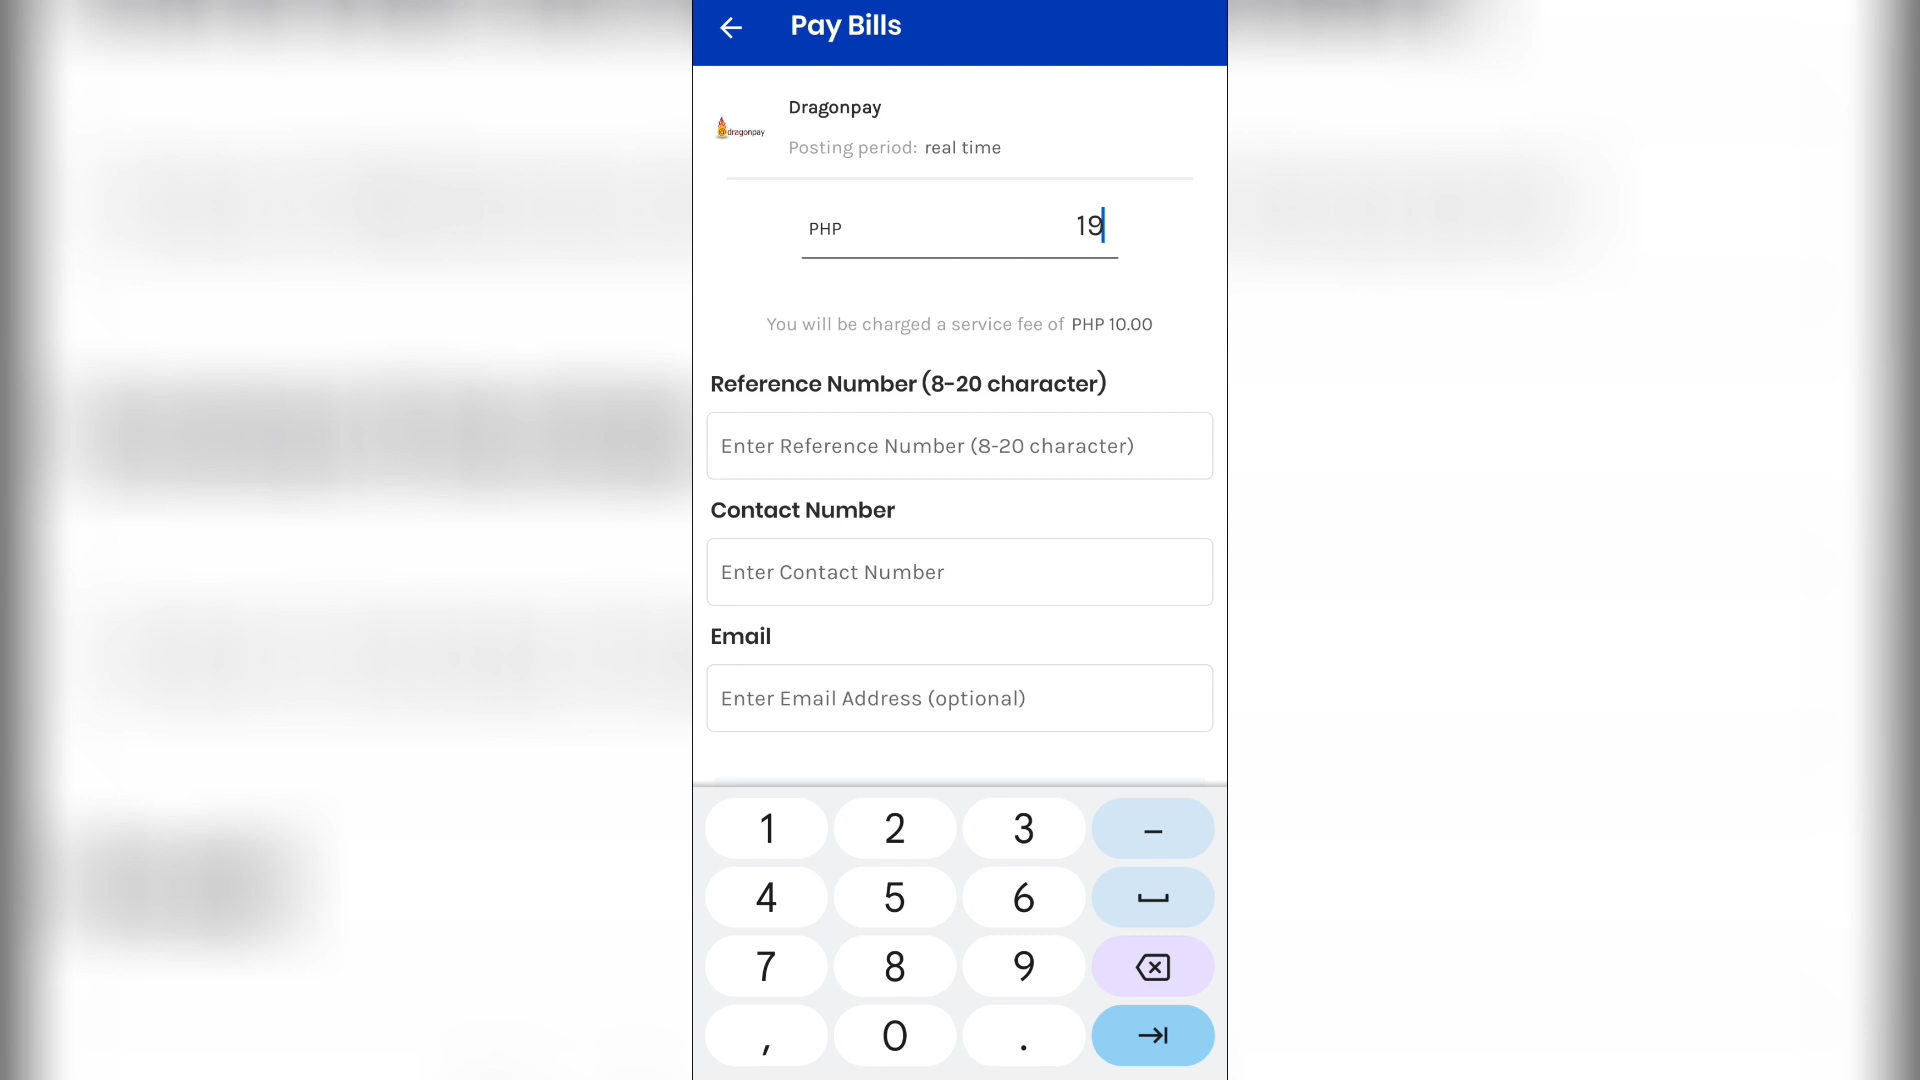 Pay Bills
Dragonpay
dragonpay
Posting period: real time
PHP 19
You will be charged a service fee of PHP 10.00
Reference Number (8-20 character)
Enter Reference Number (8-20 character)
Contact Number
Enter Contact Number
Email
Enter Email Address (optional)
1 2 3 –
4 5 6
7 8 9
, 0 .